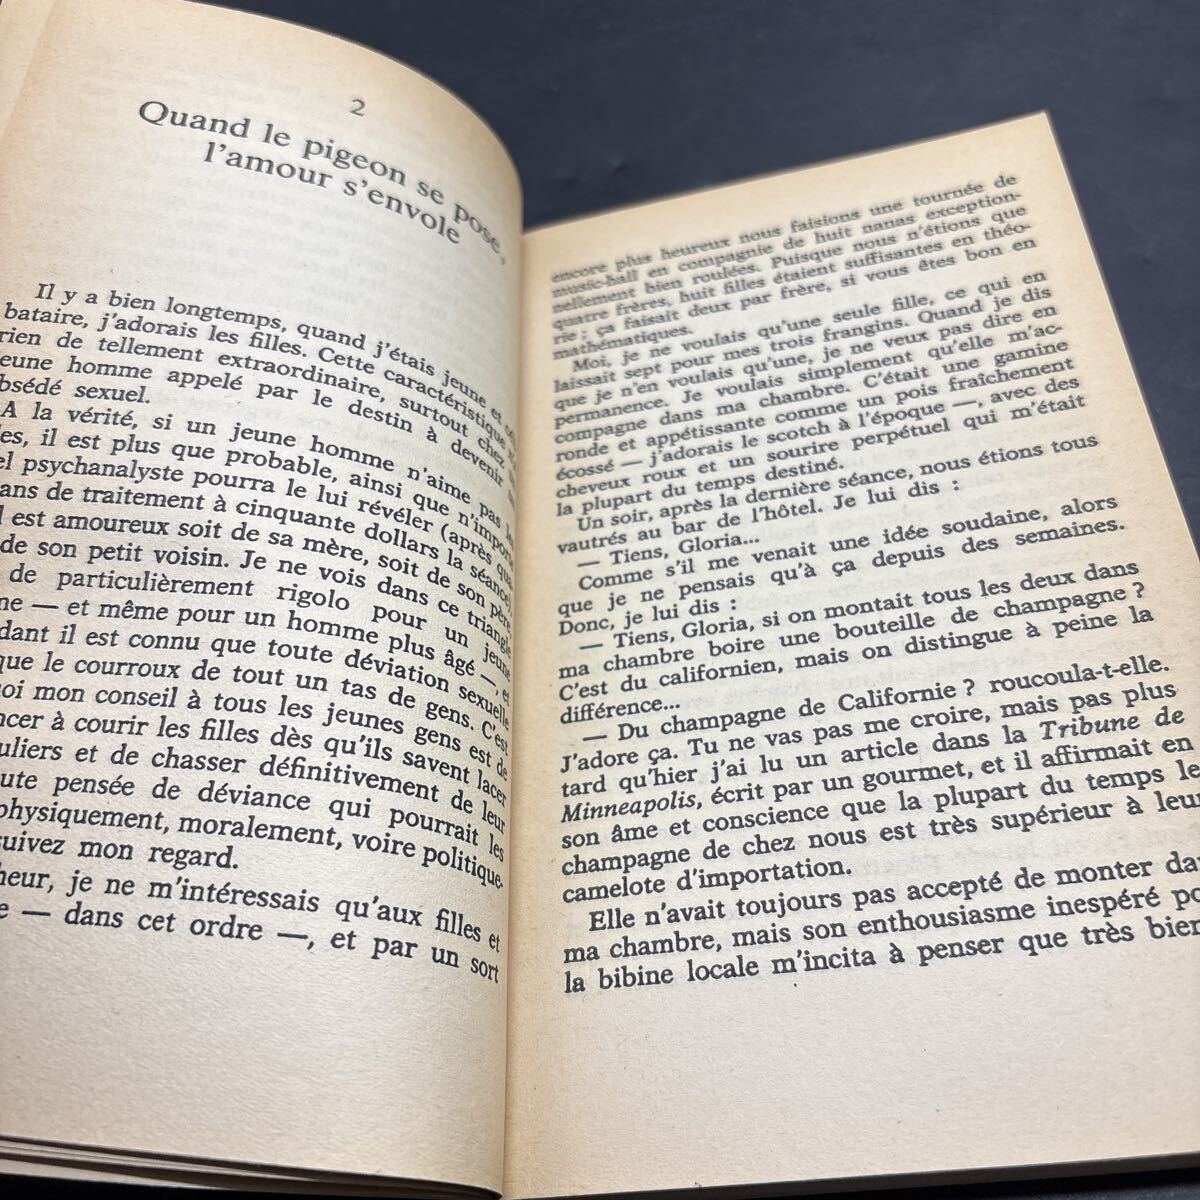 2
Quand le pigeon se pose,
l'amour s'envole
Il y a bien longtemps, quand j'étais jeune et cé-
bataire, j'adorais les filles. Cette caractéristique
rien de tellement extraordinaire, surtout chez
jeune homme appelé par le destin à devenir
obsédé sexuel.
A la vérité, si un jeune homme n'aime pas les
il est plus que probable, ainsi que n'importe
psychanalyste pourra le lui révéler (après
ans de traitement à cinquante dollars la séance)
est amoureux soit de sa mère, soit de son père
de son petit voisin. Je ne vois dans ce triangle
de particulièrement rigolo pour un jeune
— et même pour un homme plus âgé —, et
il est connu que toute déviation sexuelle
que le courroux de tout un tas de gens. C'est
mon conseil à tous les jeunes gens est de
à courir les filles dès qu'ils savent lacer
et de chasser définitivement de leur
pensée de déviance qui pourrait les
physiquement, moralement, voire politique-
suivez mon regard.
je ne m'intéressais qu'aux filles et
— dans cet ordre —, et par un sort
encore plus heureux nous faisions une tournée de
music-hall en compagnie de huit nanas exception-
nellement bien roulées. Puisque nous n'étions que
quatre frères, huit filles étaient suffisantes en théo-
rie : ça faisait deux par frère, si vous êtes bon en
mathématiques.
Moi, je ne voulais qu'une seule fille, ce qui en
laissait sept pour mes trois frangins. Quand je dis
que je n'en voulais qu'une, je ne veux pas dire en
permanence. Je voulais simplement qu'elle m'ac-
compagne dans ma chambre. C'était une gamine
ronde et appétissante comme un pois fraîchement
écossé — j'adorais le scotch à l'époque —, avec des
cheveux roux et un sourire perpétuel qui m'était
la plupart du temps destiné.
Un soir, après la dernière séance, nous étions tous
vautrés au bar de l'hôtel. Je lui dis :
— Tiens, Gloria...
Comme s'il me venait une idée soudaine, alors
que je ne pensais qu'à ça depuis des semaines.
Donc, je lui dis :
— Tiens, Gloria, si on montait tous les deux dans
ma chambre boire une bouteille de champagne ?
C'est du californien, mais on distingue à peine la
différence...
— Du champagne de Californie ? roucoula-t-elle.
J'adore ça. Tu ne vas pas me croire, mais pas plus
tard qu'hier j'ai lu un article dans la Tribune de
Minneapolis, écrit par un gourmet, et il affirmait en
son âme et conscience que la plupart du temps le
champagne de chez nous est très supérieur à leur
camelote d'importation.
Elle n'avait toujours pas accepté de monter da
ma chambre, mais son enthousiasme inespéré po
la bibine locale m'incita à penser que très bien